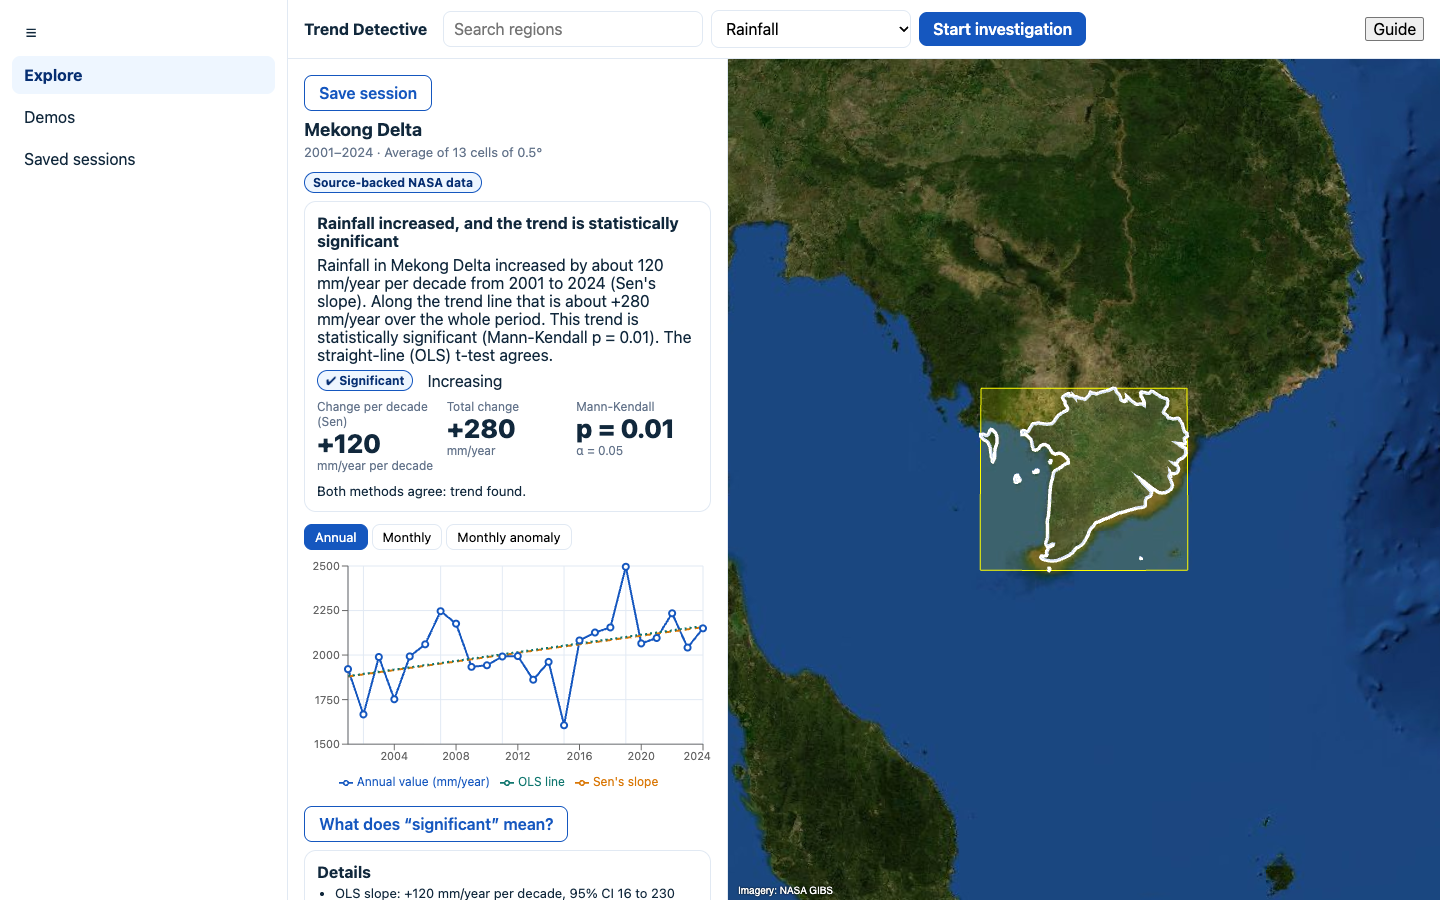 ≡
Explore
Demos
Saved sessions
Trend Detective
Search regions
Rainfall
Start investigation
Guide
Save session
Mekong Delta
2001–2024 · Average of 13 cells of 0.5°
Source-backed NASA data
Rainfall increased, and the trend is statistically
significant
Rainfall in Mekong Delta increased by about 120
mm/year per decade from 2001 to 2024 (Sen's
slope). Along the trend line that is about +280
mm/year over the whole period. This trend is
statistically significant (Mann-Kendall p = 0.01). The
straight-line (OLS) t-test agrees.
✔ Significant Increasing
Change per decade
(Sen)
+120
mm/year per decade
Total change
+280
mm/year
Mann-Kendall
p = 0.01
α = 0.05
Both methods agree: trend found.
Annual Monthly Monthly anomaly
2500
2250
2000
1750
1500
2004 2008 2012 2016 2020 2024
Annual value (mm/year) OLS line Sen's slope
What does “significant” mean?
Details
• OLS slope: +120 mm/year per decade, 95% CI 16 to 230
Imagery: NASA GIBS